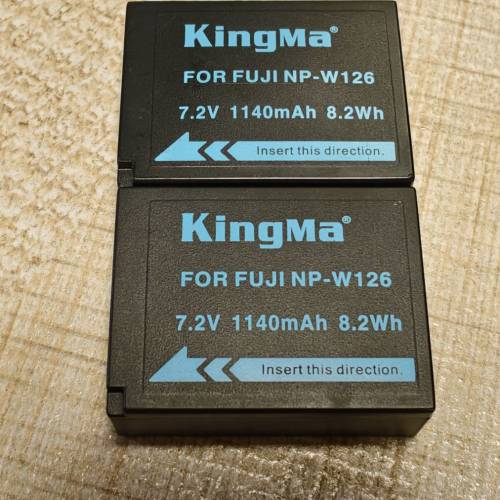 KingMa®
FOR FUJI NP-W126
7.2V 1140mAh 8.2Wh
Insert this direction.
KingMa®
FOR FUJI NP-W126
7.2V 1140mAh 8.2Wh
Insert this direction.